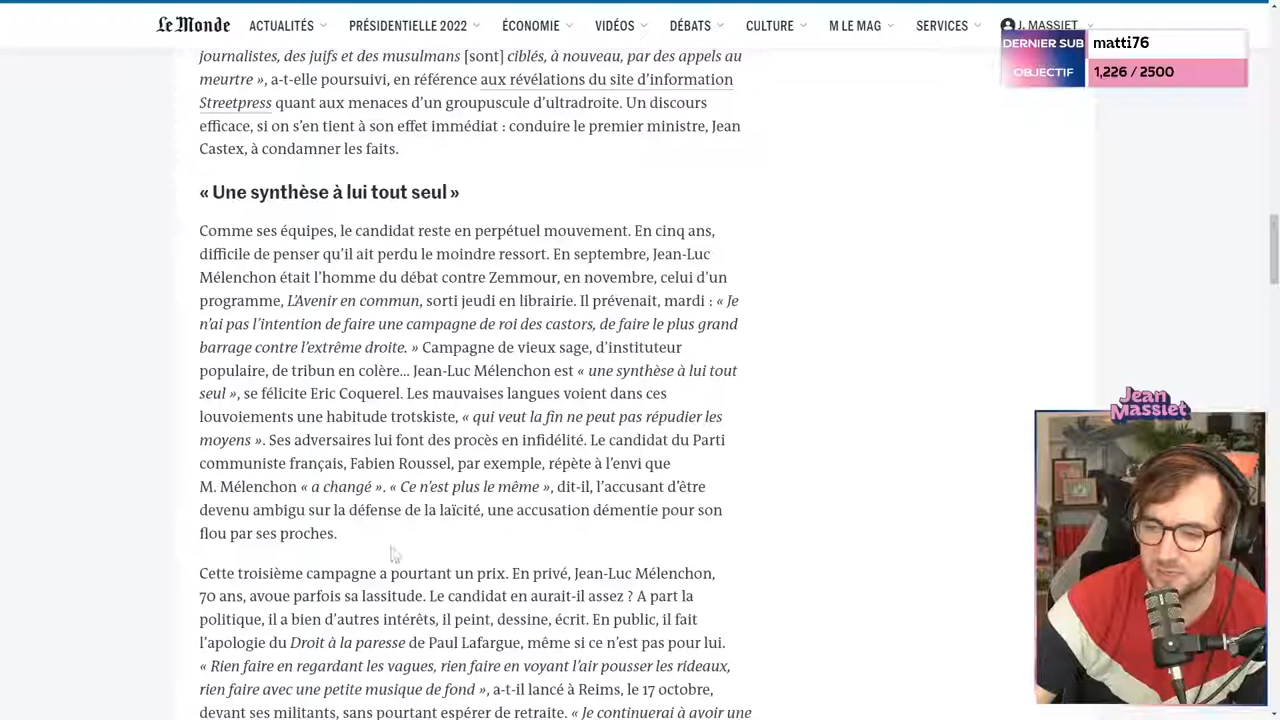 Le Monde ACTUALITÉS PRÉSIDENTIELLE 2022 ÉCONOMIE VIDÉOS DÉBATS CULTURE M LE MAG SERVICES J. MASSIET
DERNIER SUB matti76
OBJECTIF 1,226 / 2500
journalistes, des juifs et des musulmans [sont] ciblés, à nouveau, par des appels au
meurtre », a-t-elle poursuivi, en référence aux révélations du site d’information
Streetpress quant aux menaces d’un groupuscule d’ultradroite. Un discours
efficace, si on s’en tient à son effet immédiat : conduire le premier ministre, Jean
Castex, à condamner les faits.
« Une synthèse à lui tout seul »
Comme ses équipes, le candidat reste en perpétuel mouvement. En cinq ans,
difficile de penser qu’il ait perdu le moindre ressort. En septembre, Jean-Luc
Mélenchon était l’homme du débat contre Zemmour, en novembre, celui d’un
programme, L’Avenir en commun, sorti jeudi en librairie. Il prévenait, mardi : « Je
n’ai pas l’intention de faire une campagne de roi des castors, de faire le plus grand
barrage contre l’extrême droite. » Campagne de vieux sage, d’instituteur
populaire, de tribun en colère... Jean-Luc Mélenchon est « une synthèse à lui tout
seul », se félicite Eric Coquerel. Les mauvaises langues voient dans ces
louvoiements une habitude trotskiste, « qui veut la fin ne peut pas répudier les
moyens ». Ses adversaires lui font des procès en infidélité. Le candidat du Parti
communiste français, Fabien Roussel, par exemple, répète à l’envi que
M. Mélenchon « a changé ». « Ce n’est plus le même », dit-il, l’accusant d’être
devenu ambigu sur la défense de la laïcité, une accusation démentie pour son
flou par ses proches.
Cette troisième campagne a pourtant un prix. En privé, Jean-Luc Mélenchon,
70 ans, avoue parfois sa lassitude. Le candidat en aurait-il assez ? A part la
politique, il a bien d’autres intérêts, il peint, dessine, écrit. En public, il fait
l’apologie du Droit à la paresse de Paul Lafargue, même si ce n’est pas pour lui.
« Rien faire en regardant les vagues, rien faire en voyant l’air pousser les rideaux,
rien faire avec une petite musique de fond », a-t-il lancé à Reims, le 17 octobre,
devant ses militants, sans pourtant espérer de retraite. « Je continuerai à avoir une
Jean
Massiet